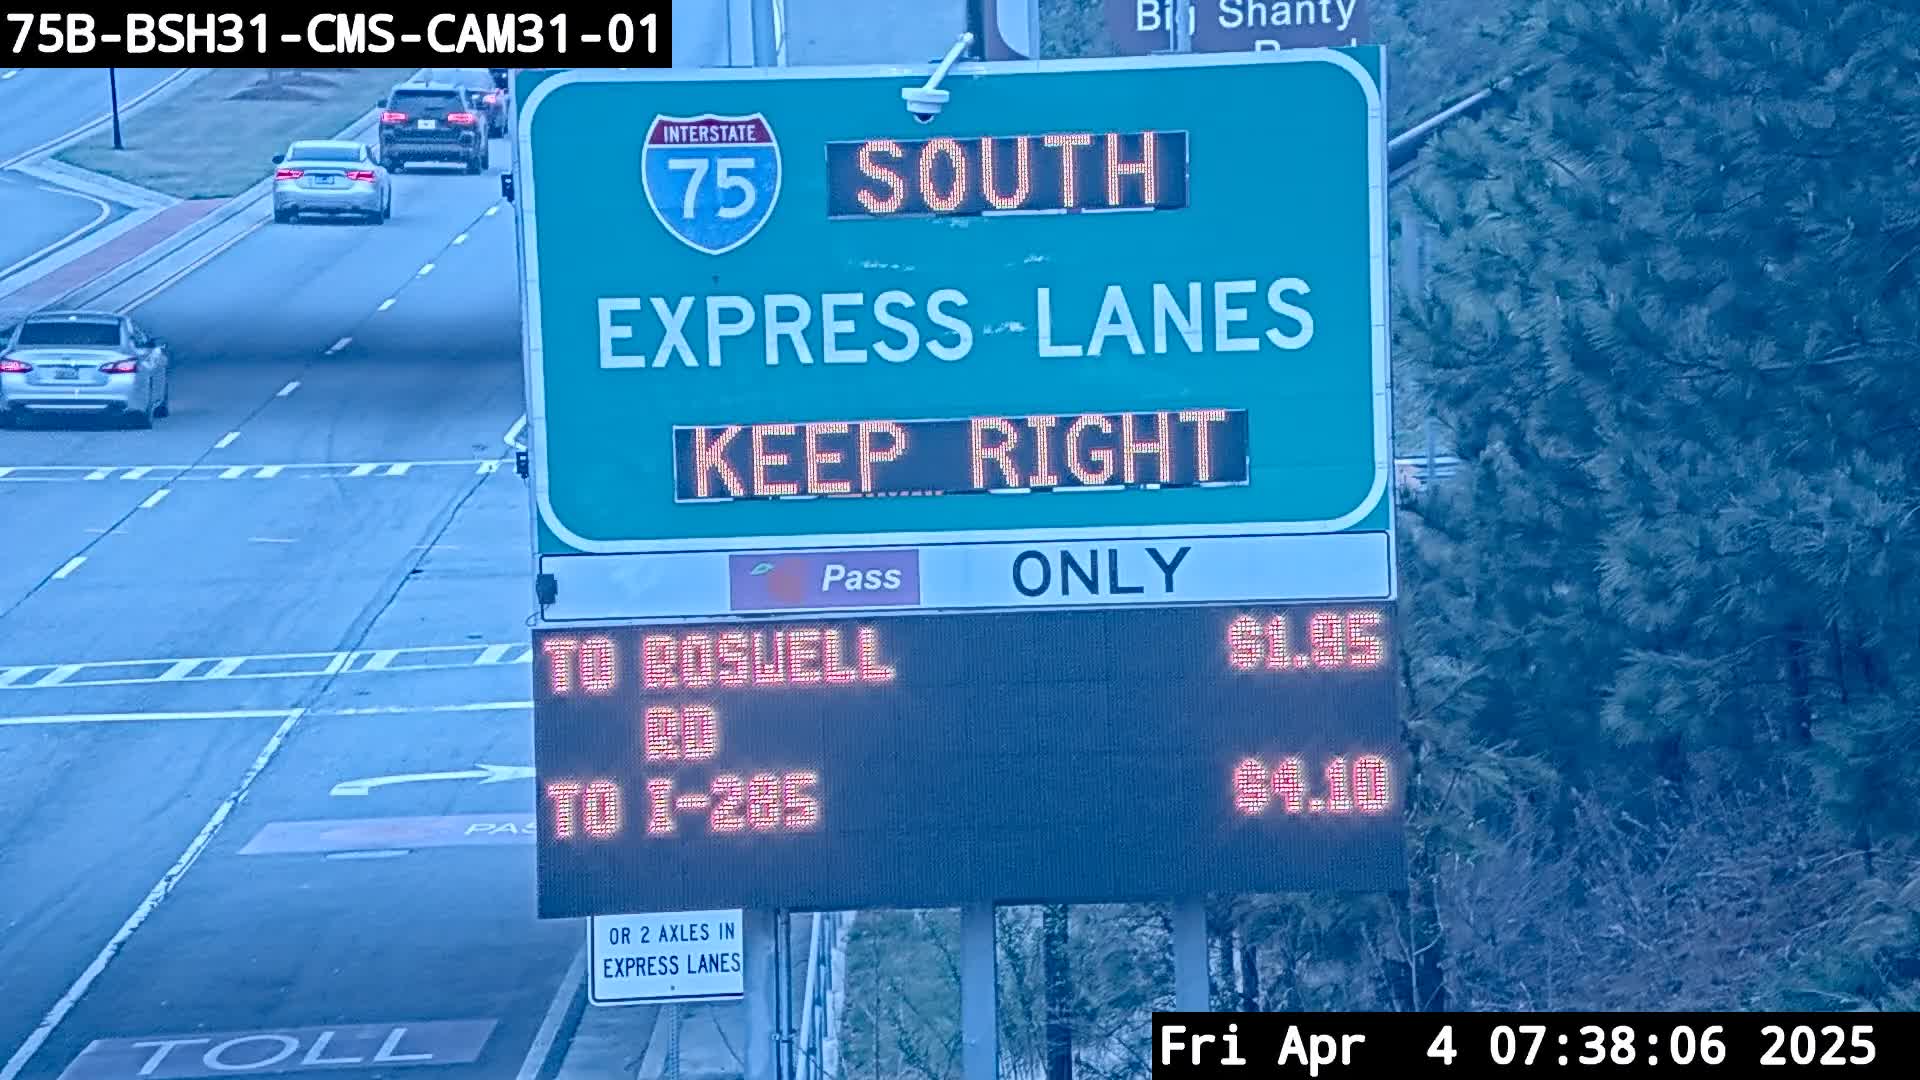 75B-BSH31-CMS-CAM31-01
Big Shanty
INTERSTATE
75
SOUTH
EXPRESS LANES
KEEP RIGHT
Pass ONLY
TO ROSWELL $1.95
RD
TO I-285 $4.10
OR 2 AXLES IN
EXPRESS LANES
TOLL
Fri Apr 4 07:38:06 2025